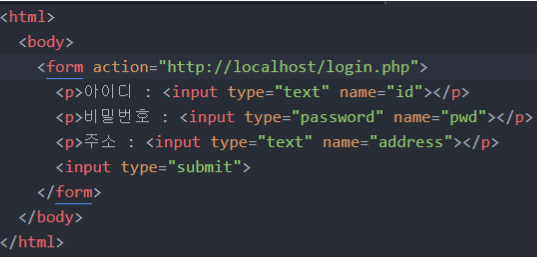 <html>
<body>
<form action="http://localhost/login.php">
<p>아이디 : <input type="text" name="id"></p>
<p>비밀번호 : <input type="password" name="pwd"></p>
<p>주소 : <input type="text" name="address"></p>
<input type="submit">
</form>
</body>
</html>